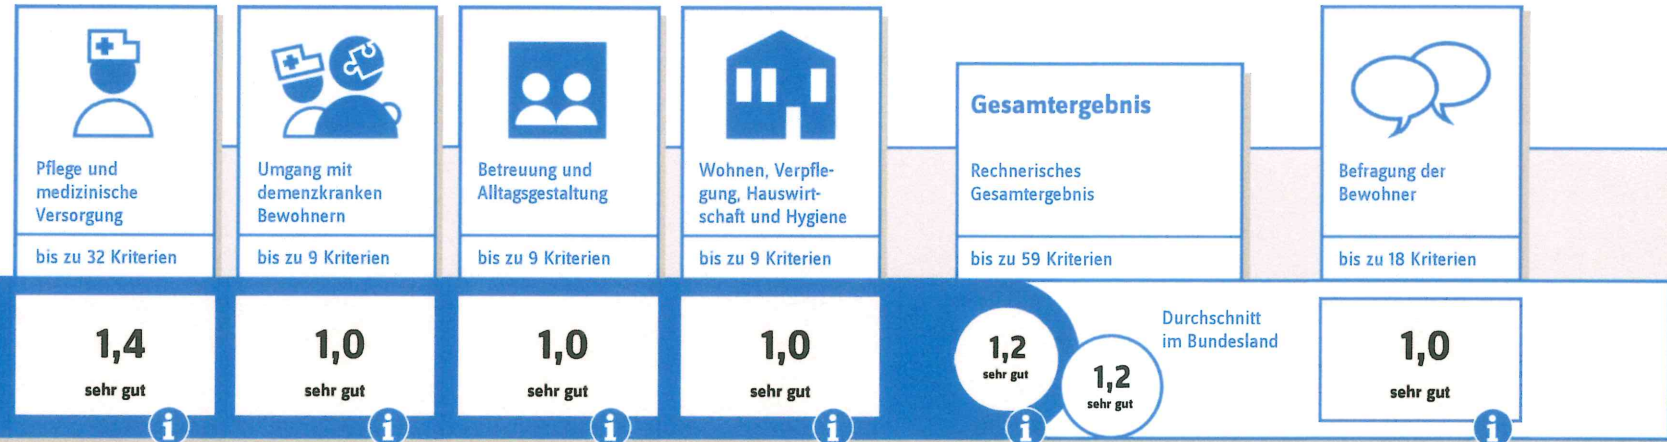 Pflege und
medizinische
Versorgung
bis zu 32 Kriterien
1,4
sehr gut
i
Umgang mit
demenzkranken
Bewohnern
bis zu 9 Kriterien
1,0
sehr gut
i
Betreuung und
Alltagsgestaltung
bis zu 9 Kriterien
1,0
sehr gut
i
Wohnen, Verpfle-
gung, Hauswirt-
schaft und Hygiene
bis zu 9 Kriterien
1,0
sehr gut
i
Gesamtergebnis
Rechnerisches
Gesamtergebnis
bis zu 59 Kriterien
1,2
sehr gut
i
1,2
sehr gut
Durchschnitt
im Bundesland
Befragung der
Bewohner
bis zu 18 Kriterien
1,0
sehr gut
i